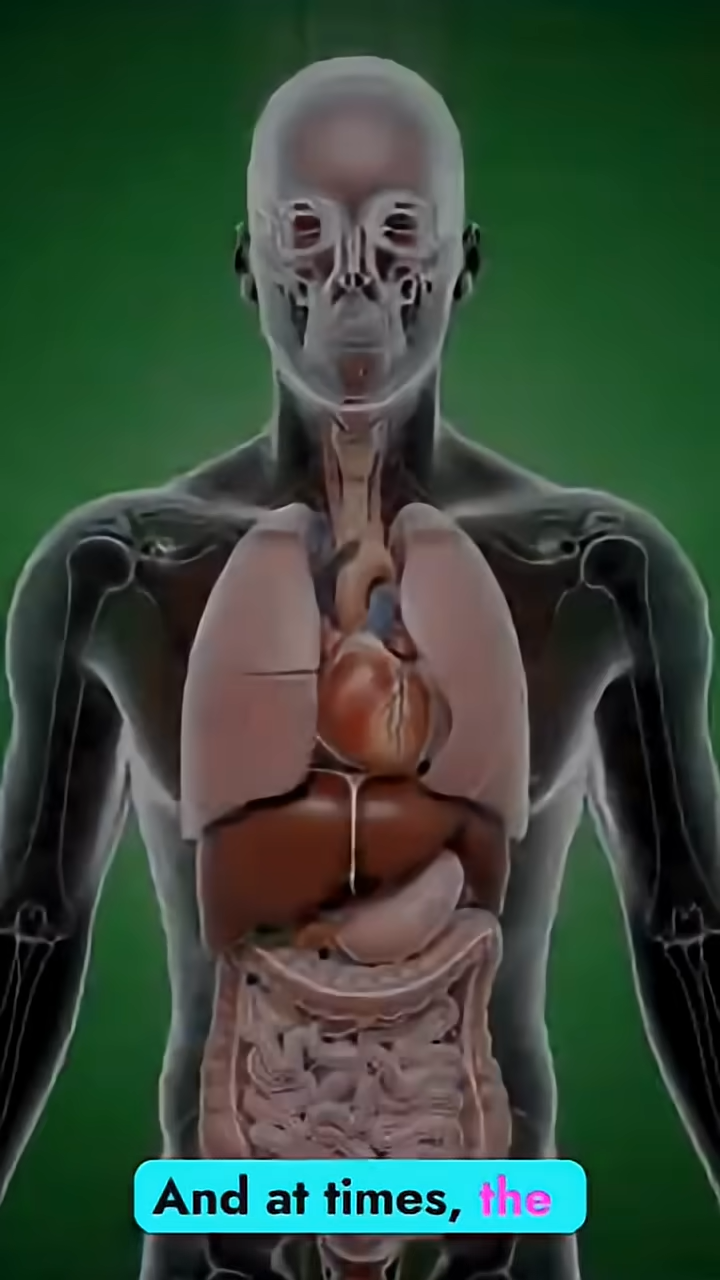 And at times, the